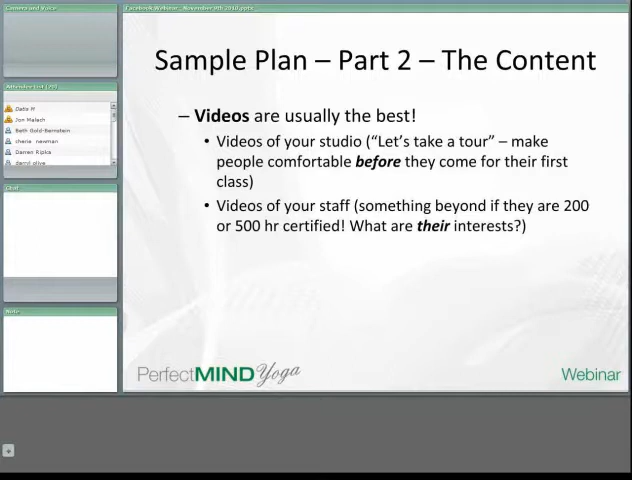 Camera and Voice
Facebook Webinar - November 9th 2010.pptx
Attendee List (70)
Datis M
Jon Malach
Beth Gold-Bernstein
cherie newman
Darren Ripka
darryl olive
Chat
Note
Sample Plan – Part 2 – The Content
– Videos are usually the best!
• Videos of your studio (“Let’s take a tour” – make
people comfortable before they come for their first
class)
• Videos of your staff (something beyond if they are 200
or 500 hr certified! What are their interests?)
PerfectMIND Yoga
Webinar